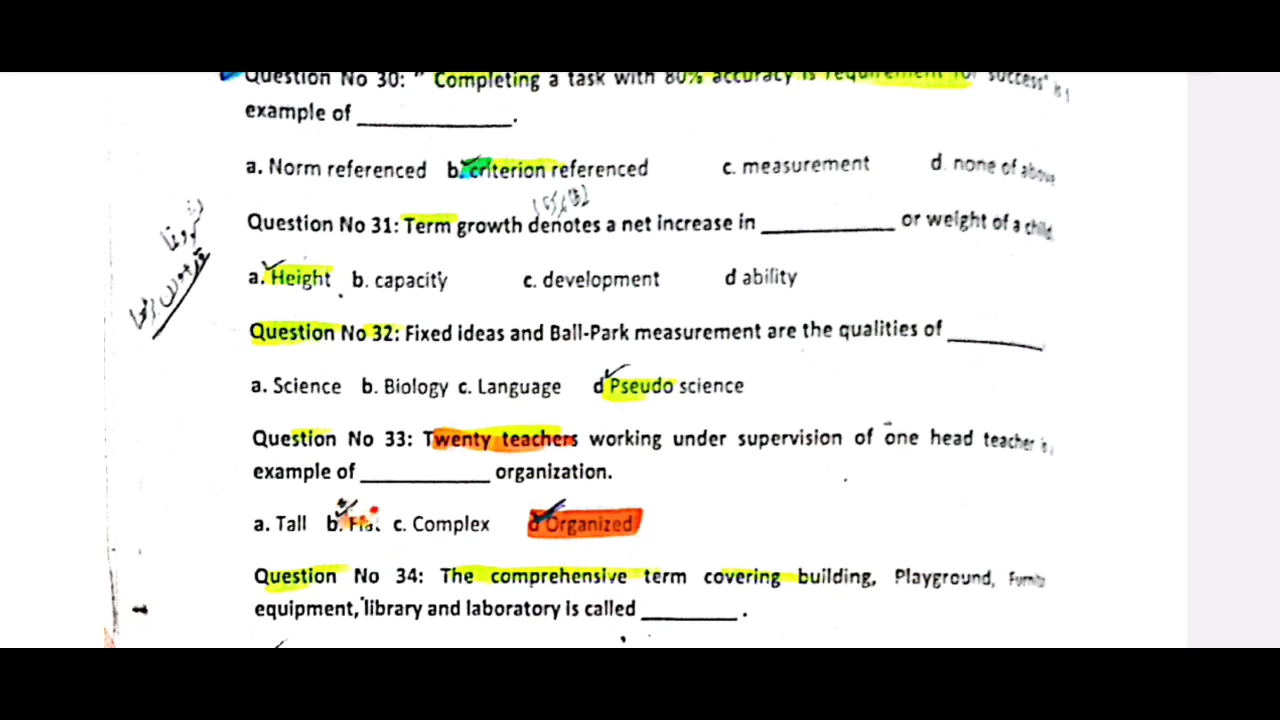 Question No 30: " Completing a task with 80% accuracy is requirement for success" is
example of ____________.
a. Norm referenced b. criterion referenced c. measurement d. none of above
Question No 31: Term growth denotes a net increase in ____________ or weight of a child
a. Height b. capacity c. development d ability
Question No 32: Fixed ideas and Ball-Park measurement are the qualities of ________
a. Science b. Biology c. Language d Pseudo science
Question No 33: Twenty teachers working under supervision of one head teacher is
example of ____________ organization.
a. Tall b. Flat c. Complex d Organized
Question No 34: The comprehensive term covering building, Playground,
equipment, library and laboratory is called _________ .